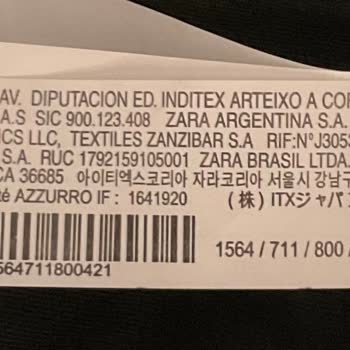 AV. DIPUTACION ED. INDITEX ARTEIXO A COR
A.S SIC 900.123.408 ZARA ARGENTINA S.A.
ICS LLC, TEXTILES ZANZIBAR S.A RIF:NºJ3053
S.A. RUC 1792159105001 ZARA BRASIL LTDA.
CA 36685 아이티엑스코리아 자라코리아 서울시 강남구
té AZZURRO IF : 1641920 (株) ITXジャパン
564711800421
1564 / 711 / 800 /